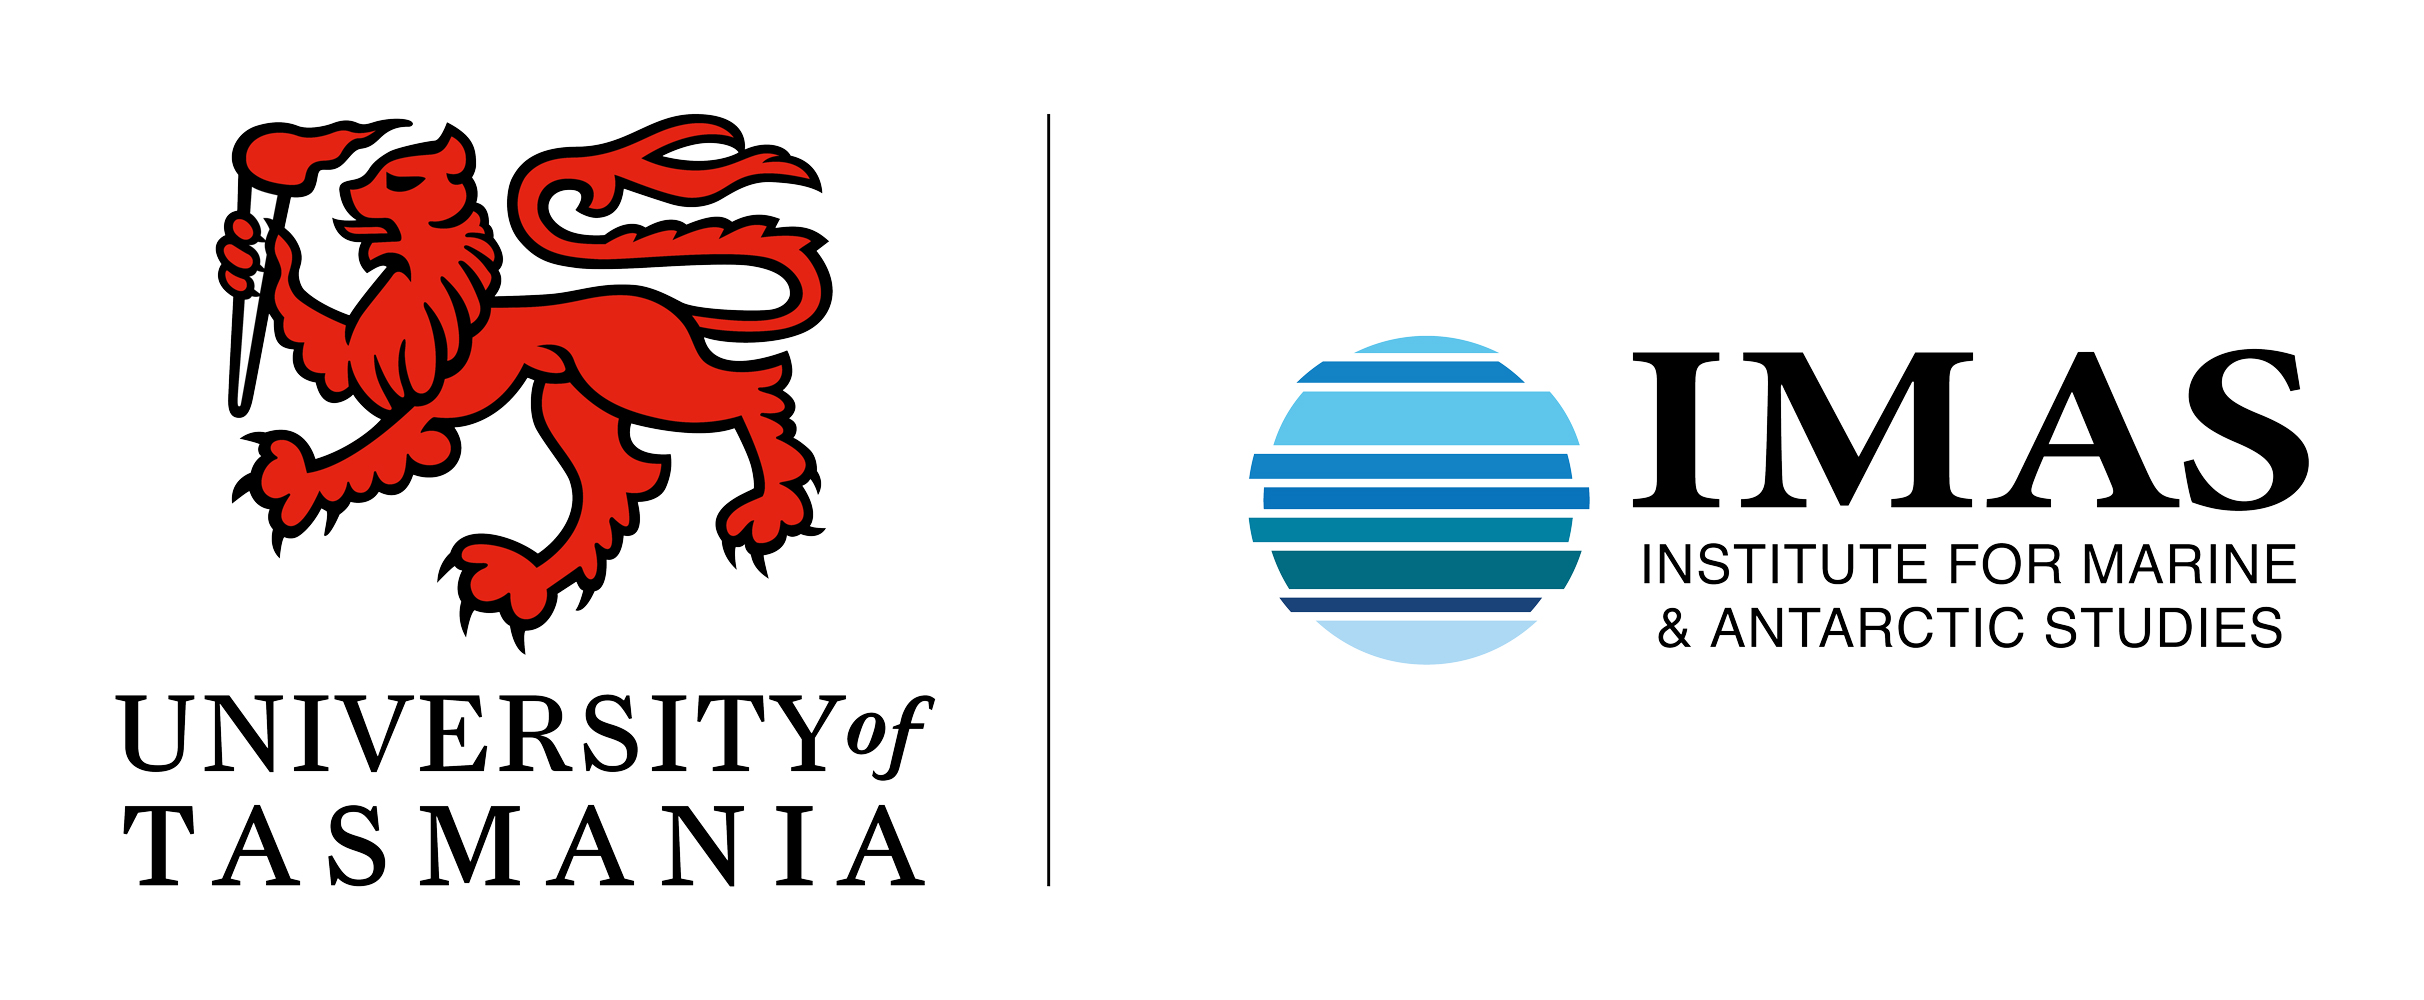 UNIVERSITY of
TASMANIA
IMAS
INSTITUTE FOR MARINE
& ANTARCTIC STUDIES